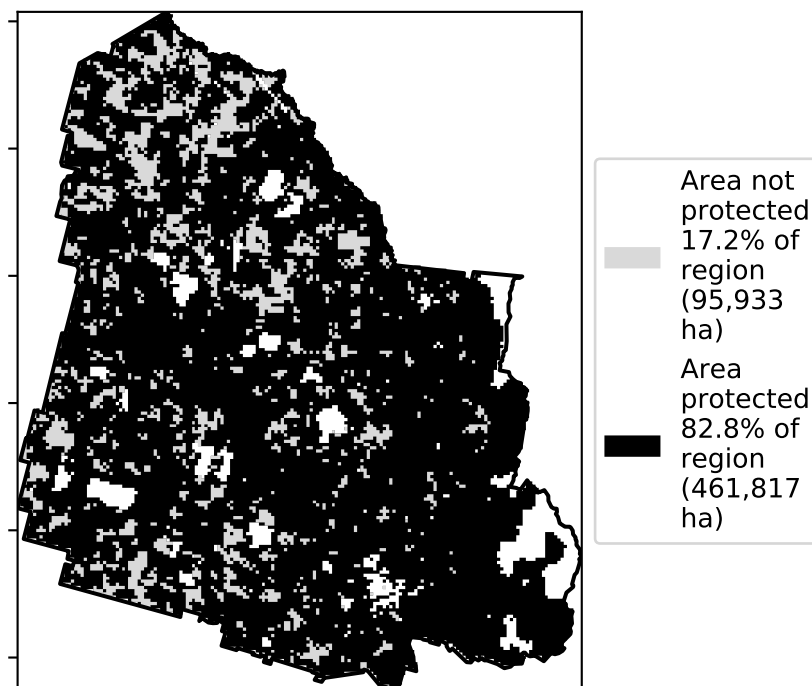 Area not
protected
17.2% of
region
(95,933
ha)
Area
protected
82.8% of
region
(461,817
ha)